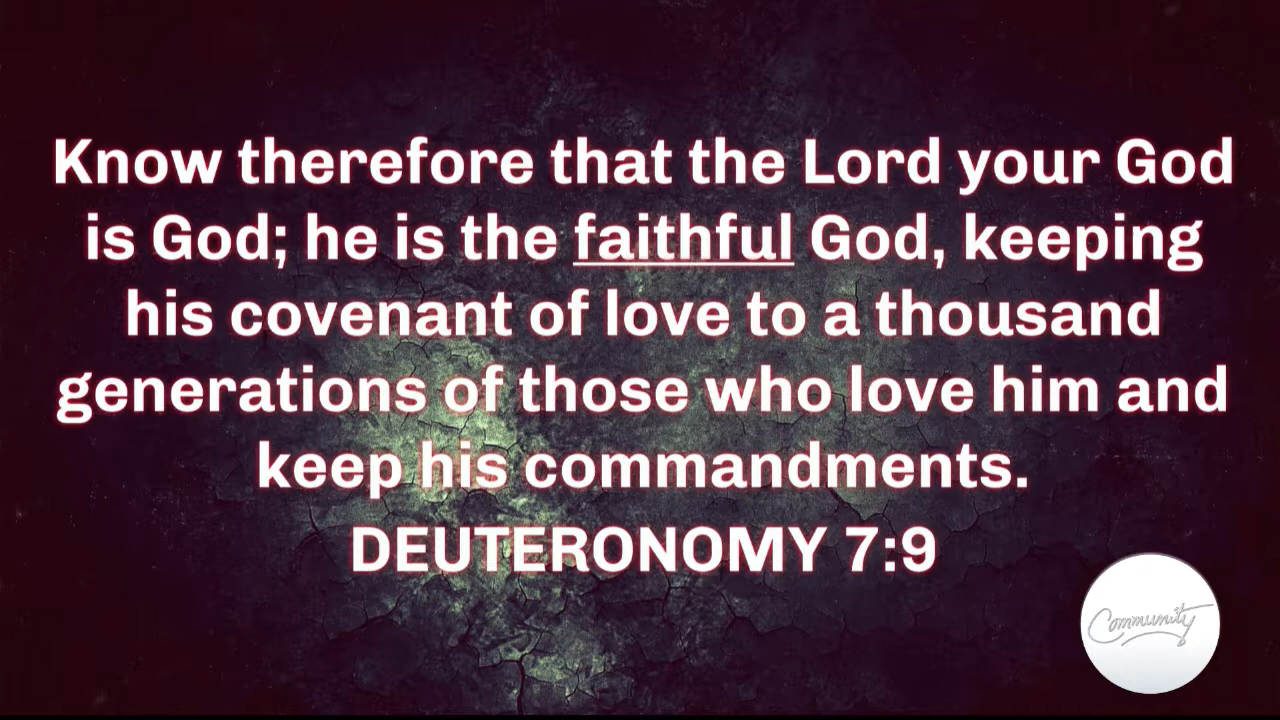 Know therefore that the Lord your God
is God; he is the faithful God, keeping
his covenant of love to a thousand
generations of those who love him and
keep his commandments.
DEUTERONOMY 7:9
Community